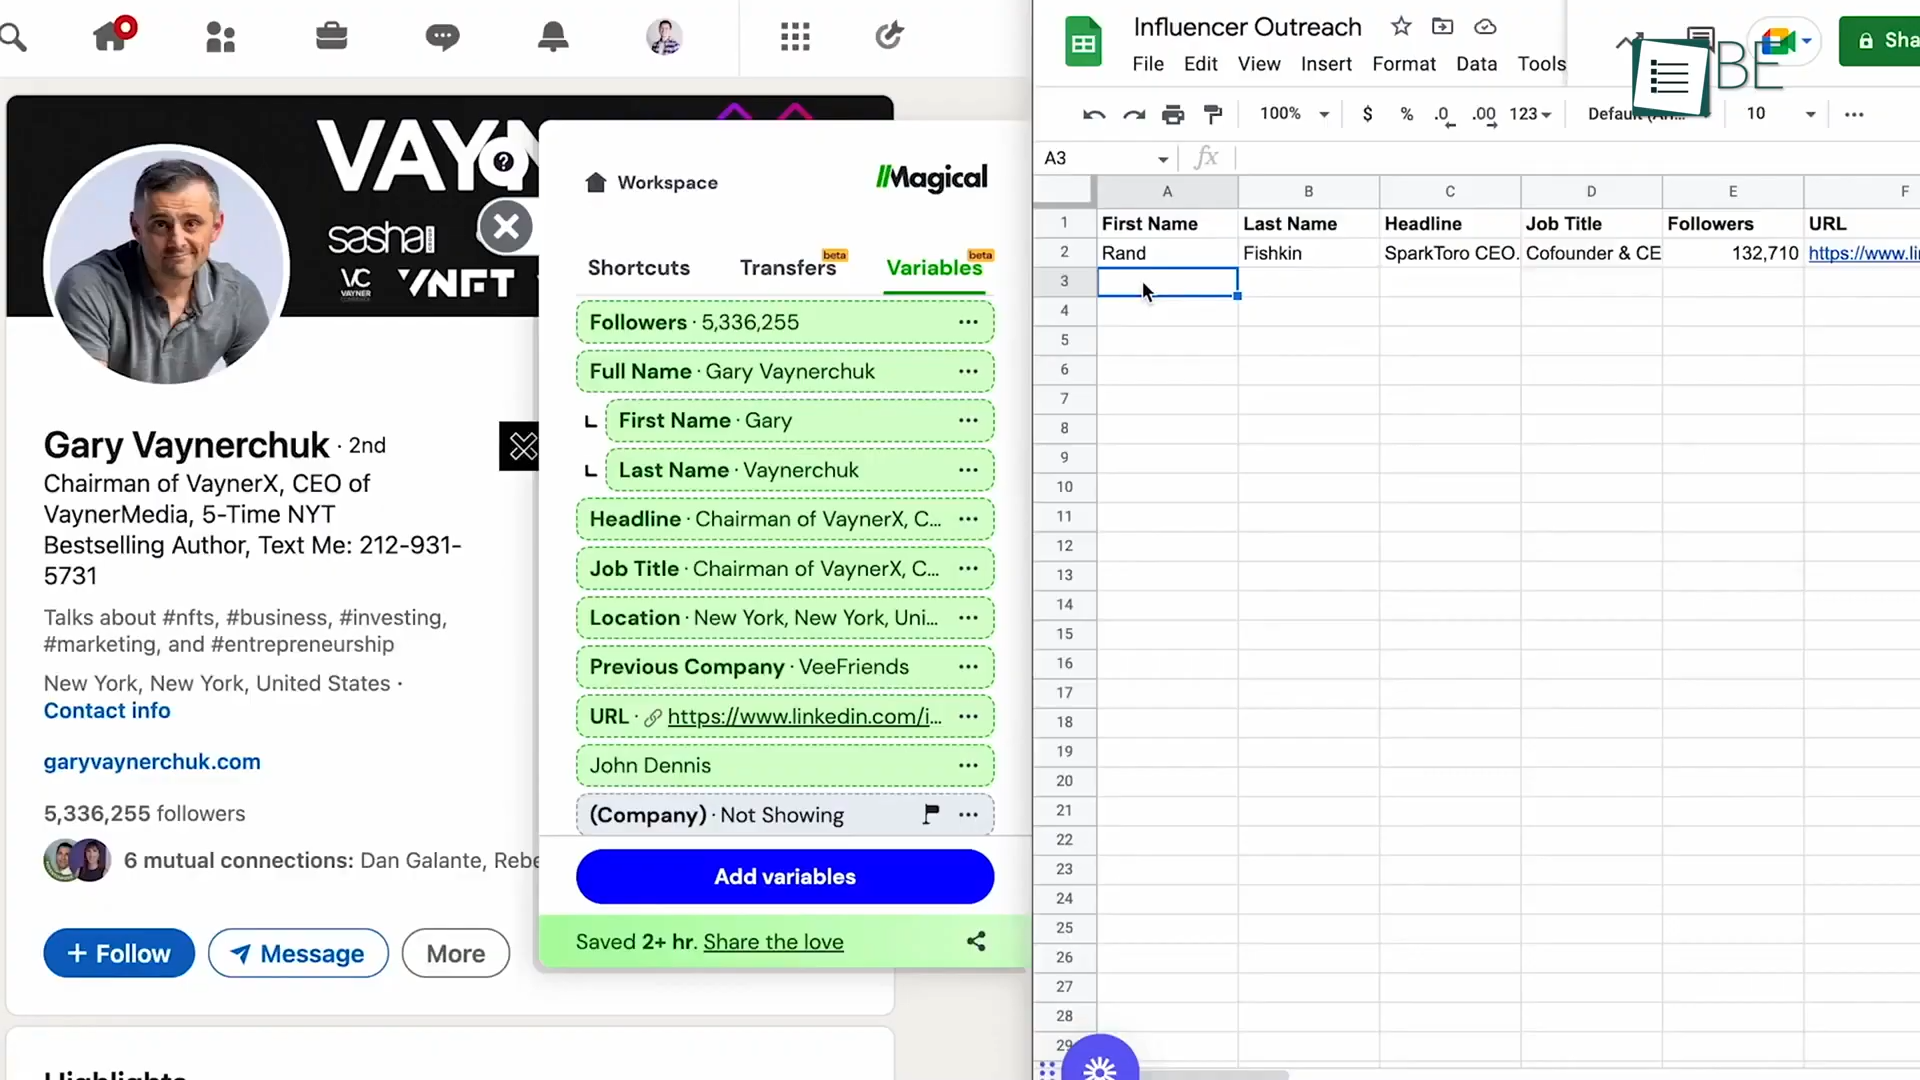 VAYN
sasha
VC
VAYNER
VNFT
Gary Vaynerchuk · 2nd
Chairman of VaynerX, CEO of
VaynerMedia, 5-Time NYT
Bestselling Author, Text Me: 212-931-
5731
Talks about #nfts, #business, #investing,
#marketing, and #entrepreneurship
New York, New York, United States ·
Contact info
garyvaynerchuk.com
5,336,255 followers
6 mutual connections: Dan Galante, Rebe
+ Follow
Message
More
Highlights
Workspace
Magical
Shortcuts
Transfers
beta
Variables
beta
Followers · 5,336,255
Full Name · Gary Vaynerchuk
First Name · Gary
Last Name · Vaynerchuk
Headline · Chairman of VaynerX, C...
Job Title · Chairman of VaynerX, C...
Location · New York, New York, Uni...
Previous Company · VeeFriends
URL · https://www.linkedin.com/i...
John Dennis
(Company) · Not Showing
Add variables
Saved 2+ hr. Share the love
Influencer Outreach
Sha
BE
File Edit View Insert Format Data Tools
100% $ % .0 .00 123 Default (Ari... 10 ...
A3 fx
A B C D E F
1 First Name Last Name Headline Job Title Followers URL
2 Rand Fishkin SparkToro CEO. Cofounder & CE 132,710 https://www.li
3
4
5
6
7
8
9
10
11
12
13
14
15
16
17
18
19
20
21
22
23
24
25
26
27
28
29